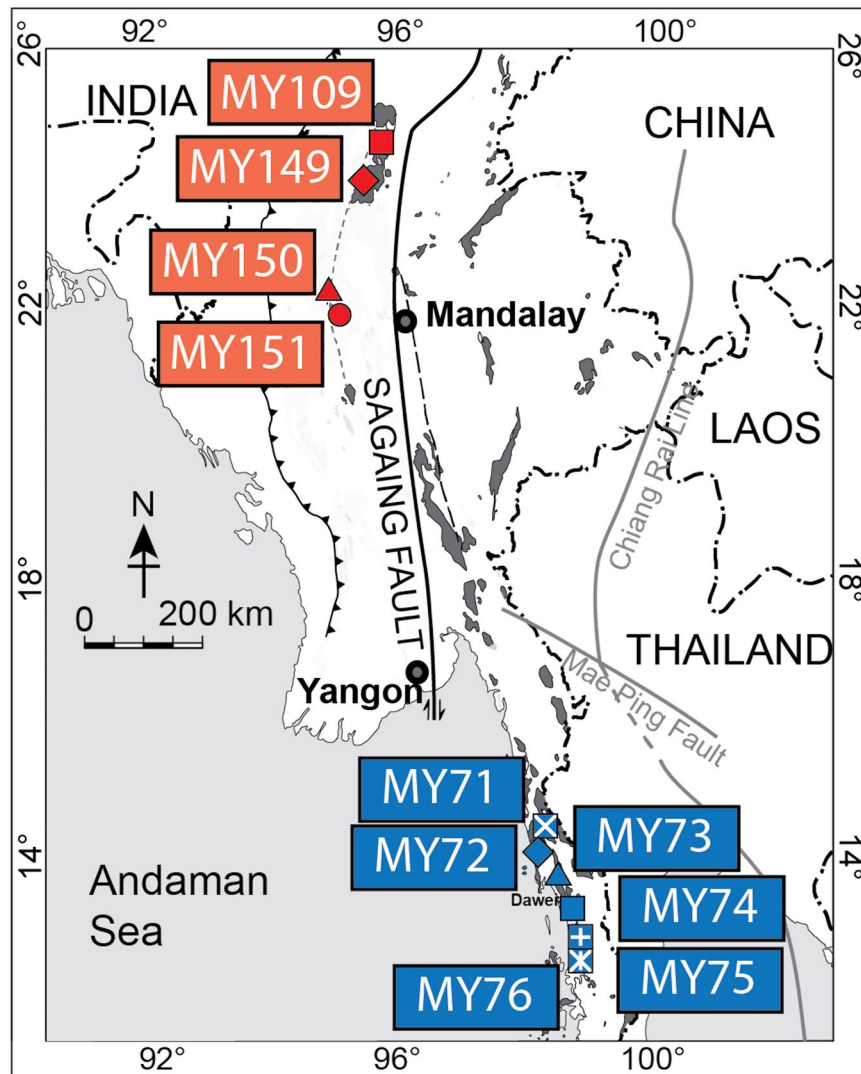 92°
96°
100°
26°
26°
INDIA
MY109
CHINA
MY149
MY150
22°
22°
Mandalay
MY151
SAGAING FAULT
LAOS
Chiang Rai Line
N
18°
18°
0 200 km
THAILAND
Mae Ping Fault
Yangon
MY71
MY73
MY72
14°
14°
Andaman
Sea
Dawei
MY74
MY75
MY76
92°
96°
100°